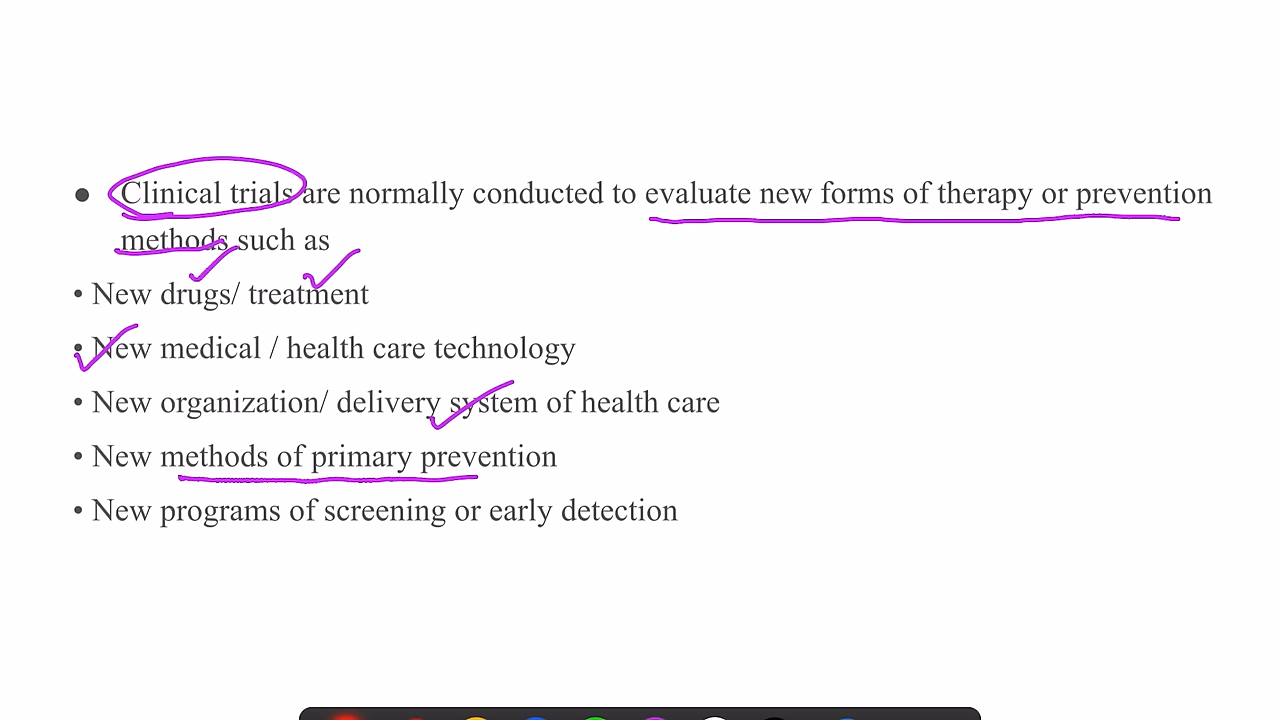 ● Clinical trials are normally conducted to evaluate new forms of therapy or prevention
methods such as
• New drugs/ treatment
• New medical / health care technology
• New organization/ delivery system of health care
• New methods of primary prevention
• New programs of screening or early detection